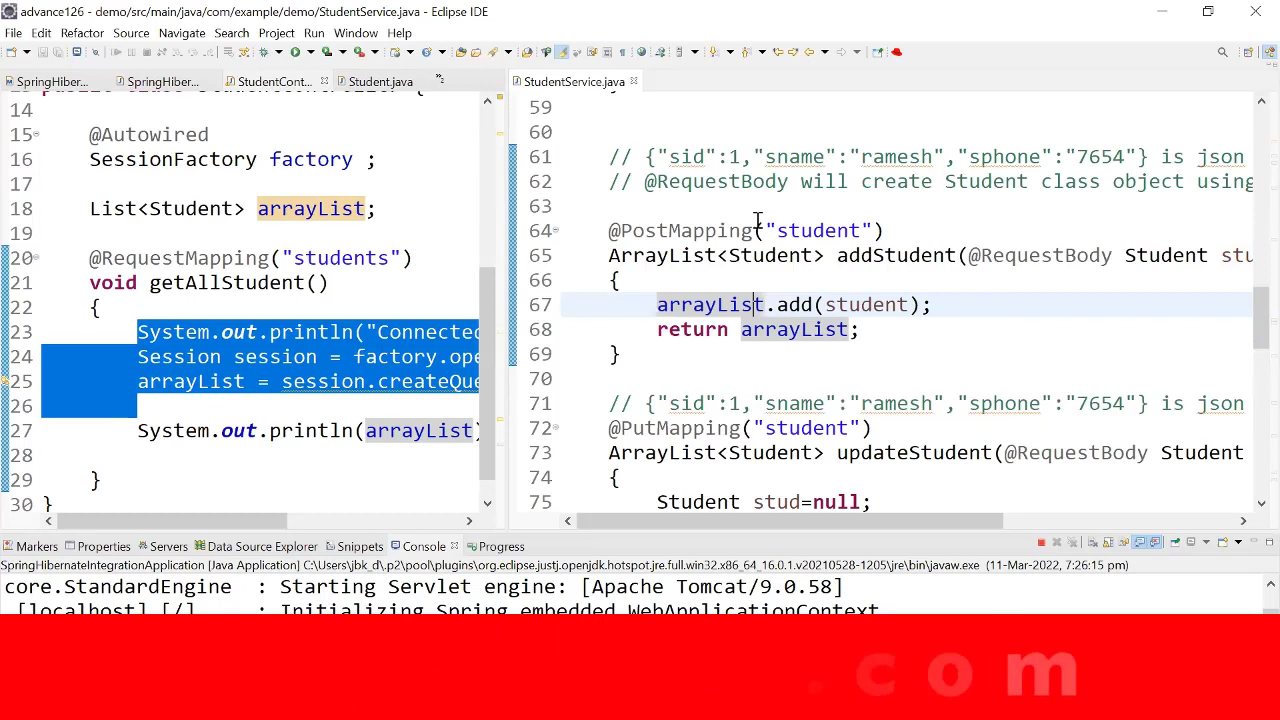 advance126 - demo/src/main/java/com/example/demo/StudentService.java - Eclipse IDE
File Edit Refactor Source Navigate Search Project Run Window Help
SpringHiber... SpringHiber... StudentCont... Student.java
14
15 @Autowired
16 SessionFactory factory ;
17
18 List<Student> arrayList;
19
20 @RequestMapping("students")
21 void getAllStudent()
22 {
23 System.out.println("Connected
24 Session session = factory.ope
25 arrayList = session.createQue
26
27 System.out.println(arrayList)
28
29 }
30 }
StudentService.java
59
60
61 // {"sid":1,"sname":"ramesh","sphone":"7654"} is json
62 // @RequestBody will create Student class object using
63
64 @PostMapping("student")
65 ArrayList<Student> addStudent(@RequestBody Student stu
66 {
67 arrayList.add(student);
68 return arrayList;
69 }
70
71 // {"sid":1,"sname":"ramesh","sphone":"7654"} is json
72 @PutMapping("student")
73 ArrayList<Student> updateStudent(@RequestBody Student
74 {
75 Student stud=null;
Markers Properties Servers Data Source Explorer Snippets Console Progress
SpringHibernateIntegrationApplication [Java Application] C:\Users\jbk_d\.p2\pool\plugins\org.eclipse.justj.openjdk.hotspot.jre.full.win32.x86_64_16.0.1.v20210528-1205\jre\bin\javaw.exe (11-Mar-2022, 7:26:15 pm)
core.StandardEngine : Starting Servlet engine: [Apache Tomcat/9.0.58]
[localhost].[/] : Initializing Spring embedded WebApplicationContext
.com